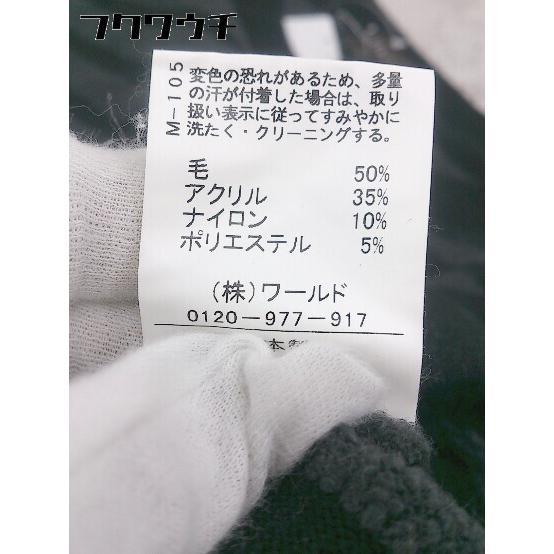 フクウウチ
M-105
変色の恐れがあるため、多量
の汗が付着した場合は、取り
扱い表示に従ってすみやかに
洗たく・クリーニングする。
毛 50%
アクリル 35%
ナイロン 10%
ポリエステル 5%
(株)ワールド
0120-977-917
本製